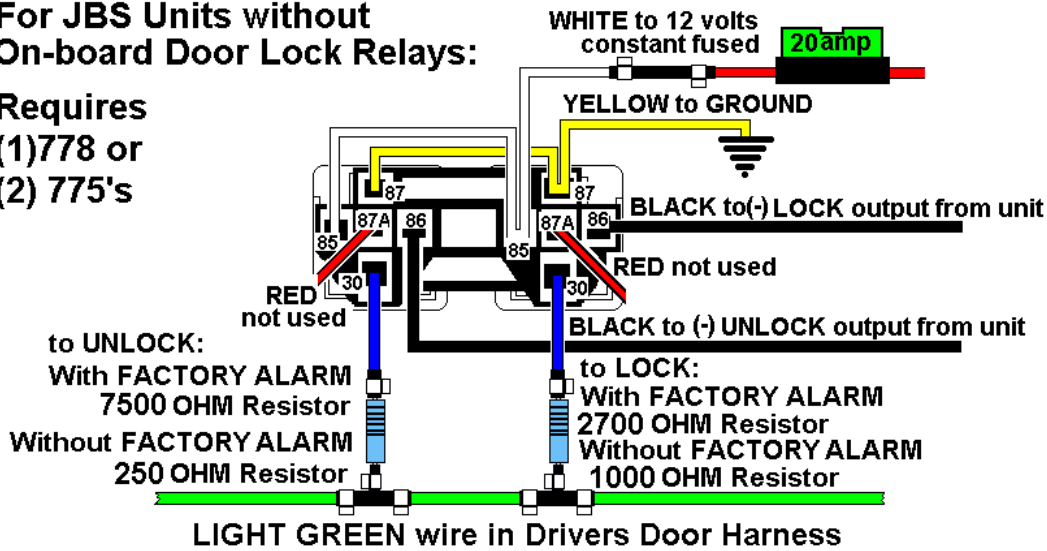 For JBS Units without
On-board Door Lock Relays:
Requires
(1)778 or
(2) 775's
WHITE to 12 volts
constant fused
20amp
YELLOW to GROUND
87
87
87A
86
87A
86
85
85
BLACK to(-) LOCK output from unit
30
30
RED not used
RED
not used
BLACK to (-) UNLOCK output from unit
to UNLOCK:
With FACTORY ALARM
7500 OHM Resistor
Without FACTORY ALARM
250 OHM Resistor
to LOCK:
With FACTORY ALARM
2700 OHM Resistor
Without FACTORY ALARM
1000 OHM Resistor
LIGHT GREEN wire in Drivers Door Harness